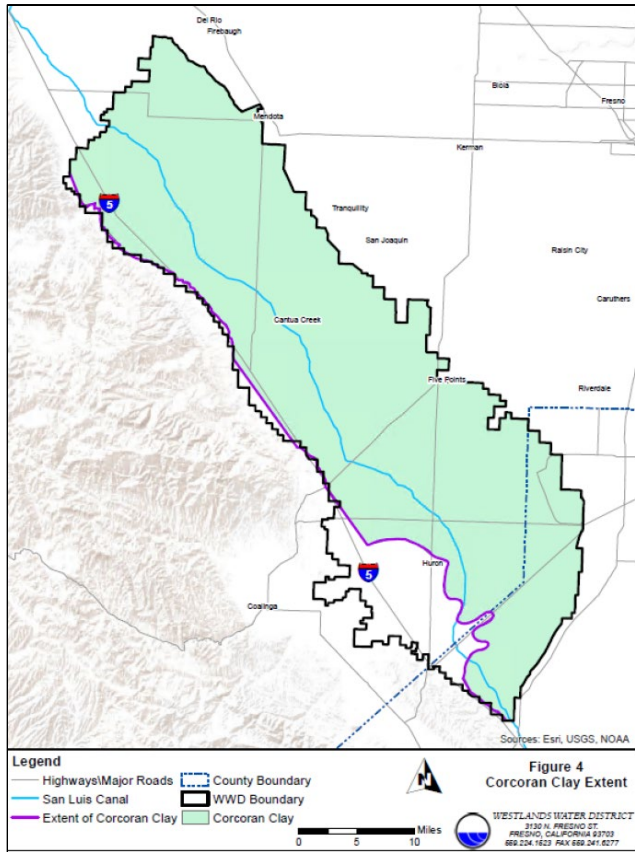 Del Rio
Firebaugh
Biola
Fresno
Mendota
Kerman
5
Tranquility
San Joaquin
Raisin City
Caruthers
Cantua Creek
Five Points
Riverdale
Huron
5
Coalinga
Sources: Esri, USGS, NOAA
Legend
Highways\Major Roads
County Boundary
San Luis Canal
WWD Boundary
Extent of Corcoran Clay
Corcoran Clay
N
0 5 10 Miles
Figure 4
Corcoran Clay Extent
WESTLANDS WATER DISTRICT
3130 N. FRESNO ST.
FRESNO, CALIFORNIA 93703
559.224.1523 FAX 559.241.6277